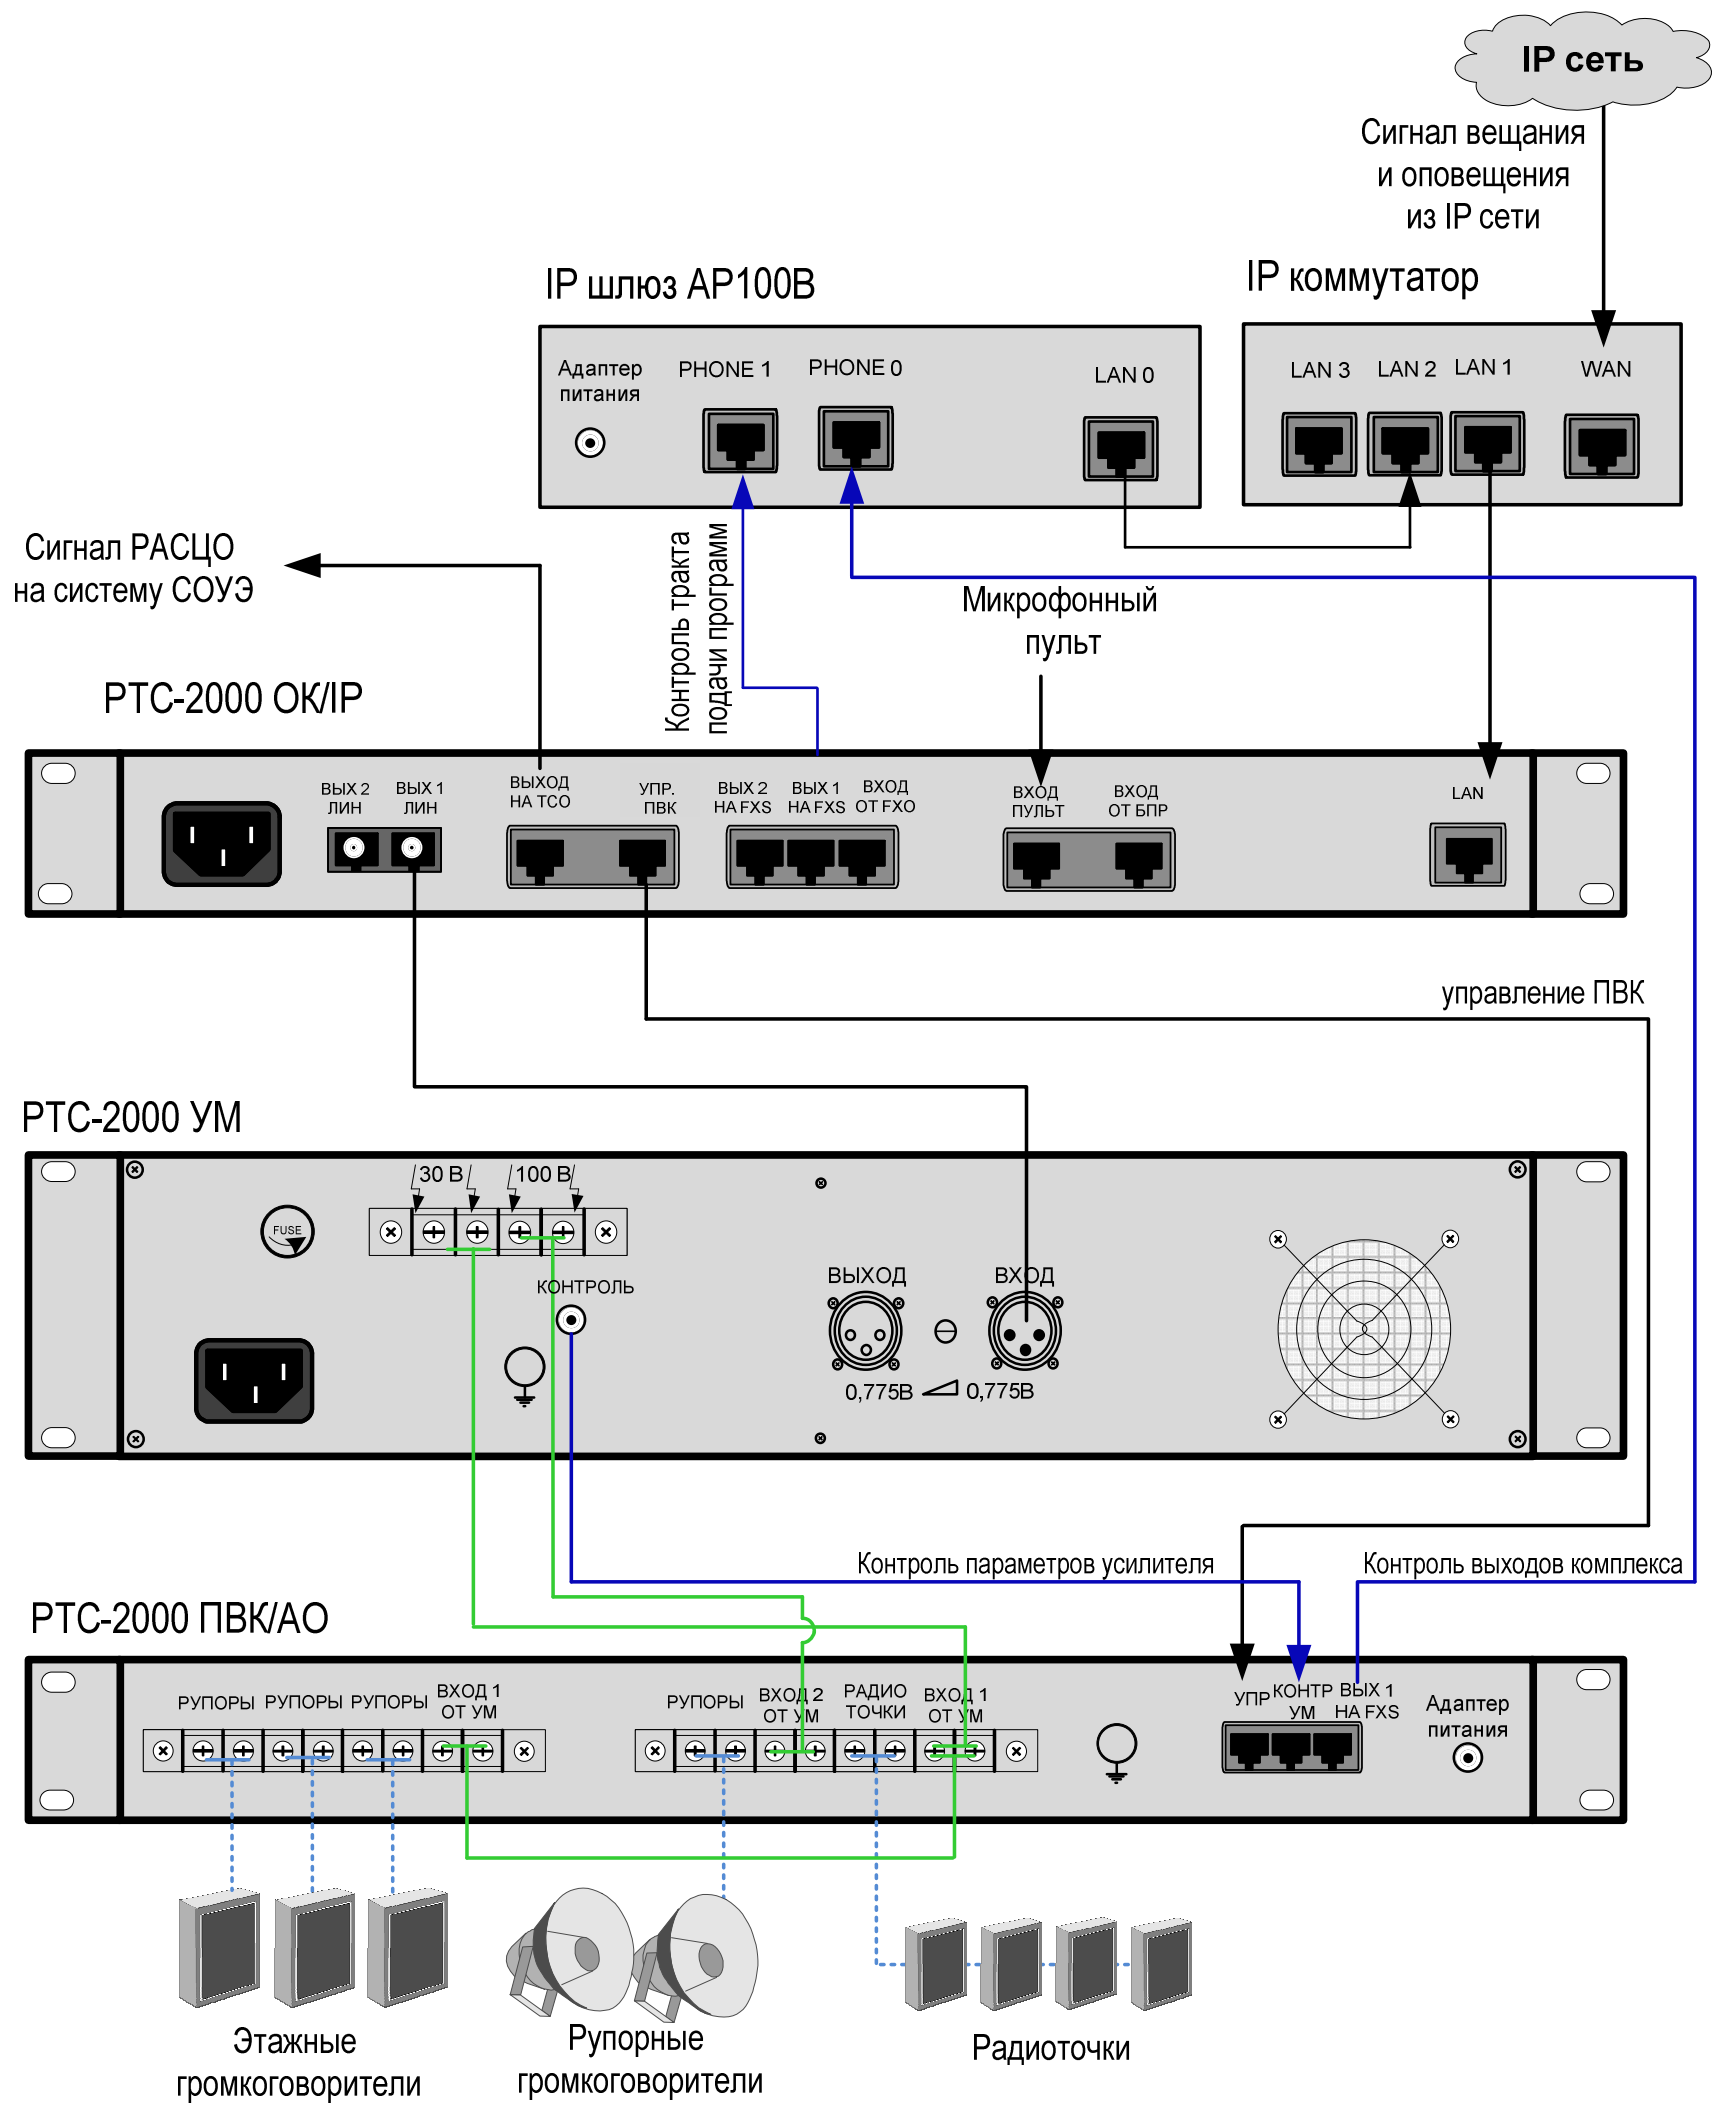 IP сеть
Сигнал вещания
и оповещения
из IP сети
IP шлюз AP100B
IP коммутатор
Адаптер
питания
PHONE 1
PHONE 0
LAN 0
LAN 3
LAN 2
LAN 1
WAN
Сигнал РАСЦО
на систему СОУЭ
Контроль тракта
подачи программ
Микрофонный
пульт
РТС-2000 ОК/IP
ВЫХ 2
ЛИН
ВЫХ 1
ЛИН
ВЫХОД
НА ТСО
УПР.
ПВК
ВЫХ 2
НА FXS
ВЫХ 1
НА FXS
ВХОД
ОТ FXO
ВХОД
ПУЛЬТ
ВХОД
ОТ БПР
LAN
управление ПВК
РТС-2000 УМ
30 В
100 В
FUSE
КОНТРОЛЬ
ВЫХОД
ВХОД
0,775В
0,775В
Контроль параметров усилителя
Контроль выходов комплекса
РТС-2000 ПВК/АО
РУПОРЫ
РУПОРЫ
РУПОРЫ
ВХОД 1
ОТ УМ
РУПОРЫ
ВХОД 2
ОТ УМ
РАДИО
ТОЧКИ
ВХОД 1
ОТ УМ
УПР
КОНТР
УМ
ВЫХ 1
НА FXS
Адаптер
питания
Этажные
громкоговорители
Рупорные
громкоговорители
Радиоточки